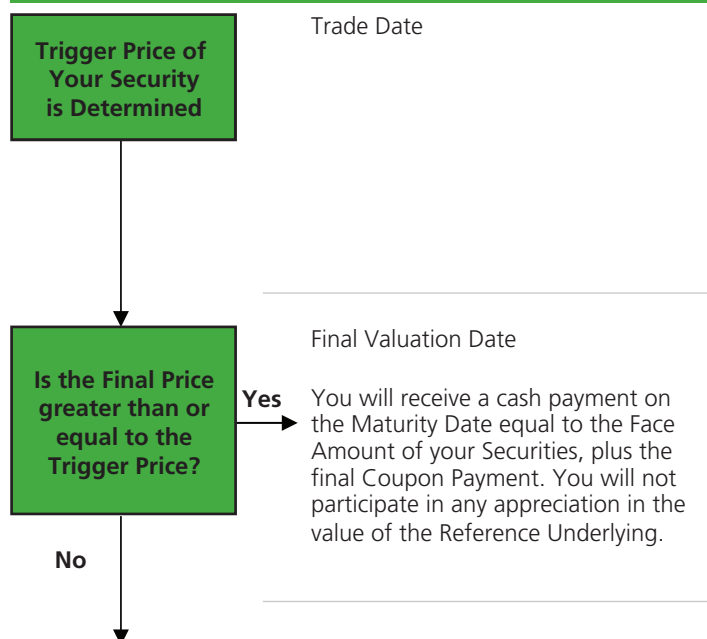 Trade Date
Trigger Price of
Your Security
is Determined
Final Valuation Date
Is the Final Price
greater than or
equal to the
Trigger Price?
Yes
You will receive a cash payment on
the Maturity Date equal to the Face
Amount of your Securities, plus the
final Coupon Payment. You will not
participate in any appreciation in the
value of the Reference Underlying.
No